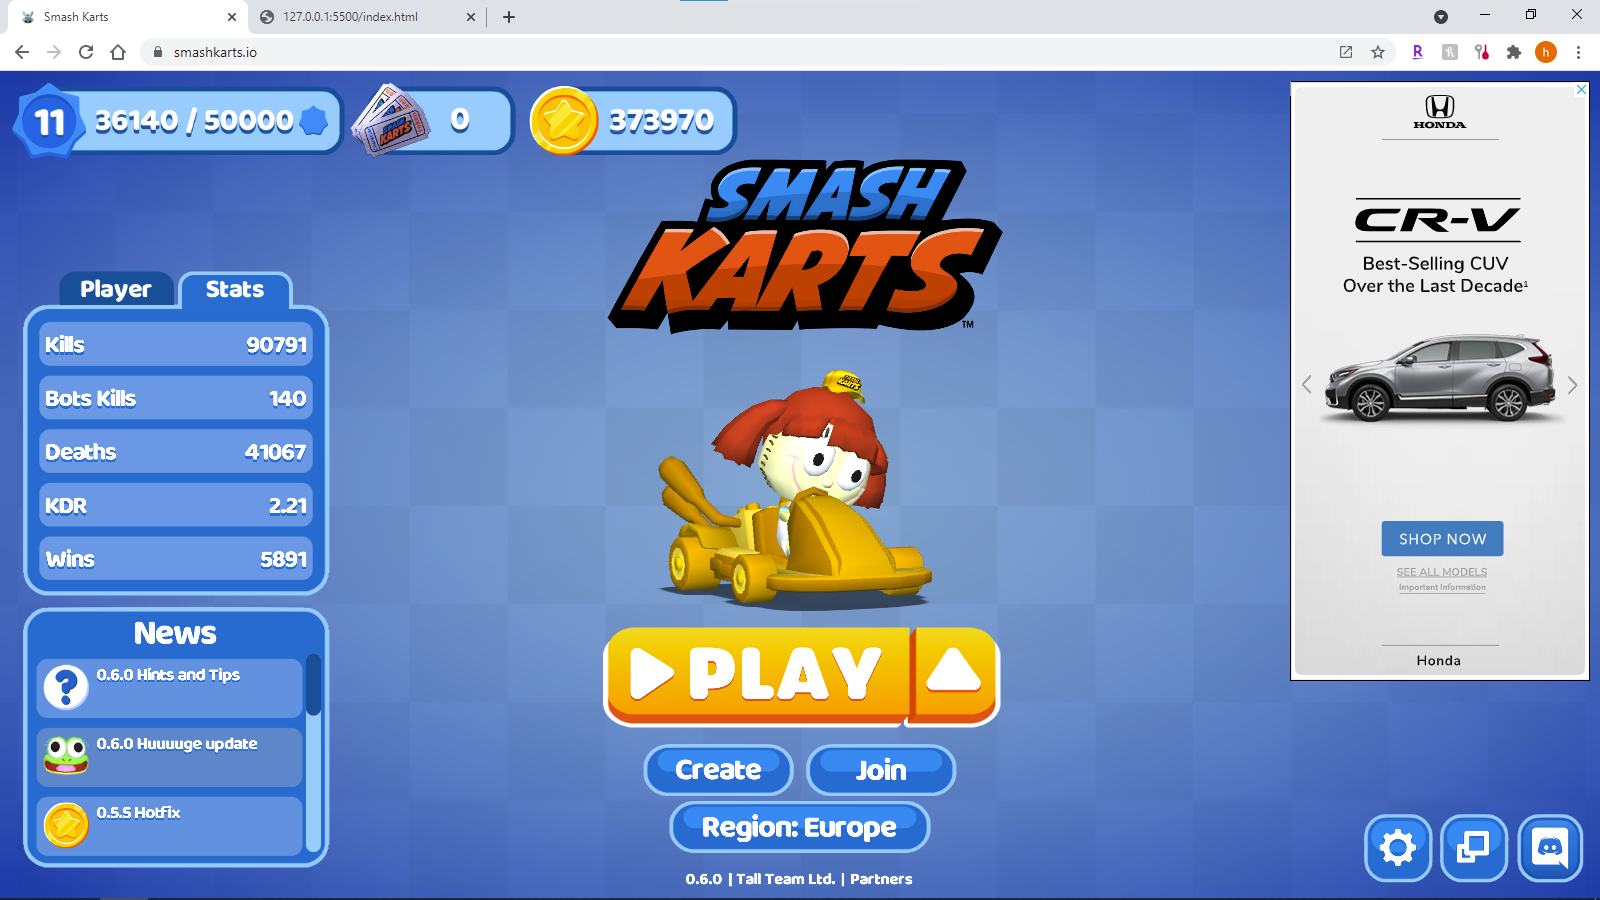 Smash Karts
127.0.0.1:5500/index.html
smashkarts.io
R
h
11
36140 / 50000
0
373970
SMASH
KARTS
SMASH
KARTS
TM
Player
Stats
Kills
90791
Bots Kills
140
Deaths
41067
KDR
2.21
Wins
5891
News
0.6.0 Hints and Tips
0.6.0 Huuuuge update
0.5.5 Hotfix
PLAY
Create
Join
Region: Europe
0.6.0 | Tall Team Ltd. | Partners
HONDA
CR-V
Best-Selling CUV
Over the Last Decade¹
SHOP NOW
SEE ALL MODELS
Important Information
Honda